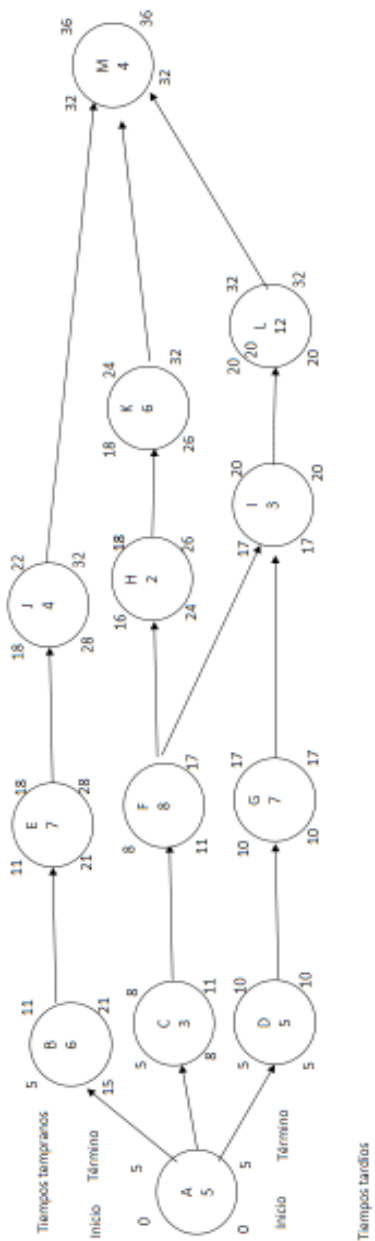 Tiempos tempranos
Inicio Término
0 5
A
5
0 5
Inicio Término
Tiempos tardíos
5 11
B
6
15 21
11 18
E
7
21 28
18 22
J
4
28 32
5 8
C
3
8 11
8
F
8
11 17
16 18
H
2
24 26
18 24
K
6
26 32
5 10
D
5
5 10
10 17
G
7
10 17
17 20
I
3
17 20
20 20 32
L
12
20 32
32 36
M
4
32 36